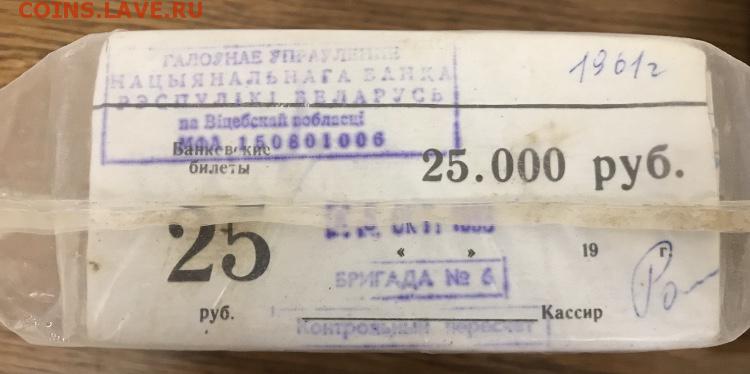 COINS.LAVE.RU
ГАЛОЎНАЕ УПРАЎЛЕННЕ
НАЦЫЯНАЛЬНАГА БАНКА
РЭСПУБЛІКІ БЕЛАРУСЬ
па Віцебскай вобласці
МФО 150801006
1961г
Банковские
билеты
25.000 руб.
25
руб.
« » 19 г.
БРИГАДА № 6
Кассир
Контрольный пересчет